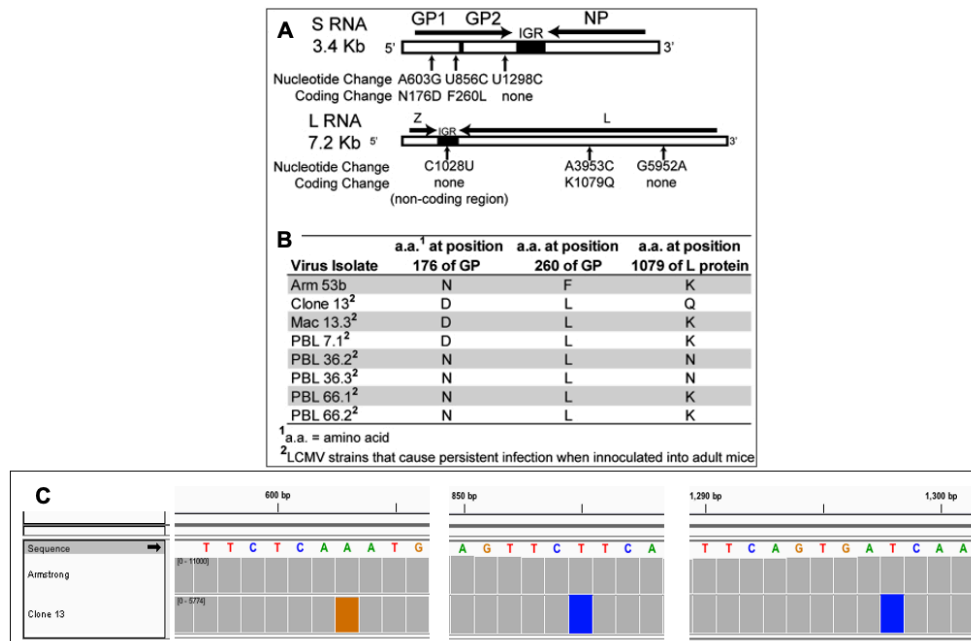 A
S RNA
3.4 Kb
GP1 GP2 IGR NP
5' 3'
Nucleotide Change A603G U856C U1298C
Coding Change N176D F260L none
L RNA
7.2 Kb
Z IGR L
5' 3'
Nucleotide Change C1028U A3953C G5952A
Coding Change none K1079Q none
(non-coding region)
B
a.a.¹ at position a.a. at position a.a. at position
Virus Isolate 176 of GP 260 of GP 1079 of L protein
Arm 53b N F K
Clone 13² D L Q
Mac 13.3² D L K
PBL 7.1² D L K
PBL 36.2² N L N
PBL 36.3² N L N
PBL 66.1² N L K
PBL 66.2² N L K
¹a.a. = amino acid
²LCMV strains that cause persistent infection when innoculated into adult mice
C
600 bp 850 bp 1,290 bp 1,300 bp
Sequence T T C T C A A A T G A G T T C T T C A T T C A G T G A T C A A
[0 - 11000]
Armstrong
[0 - 5774]
Clone 13